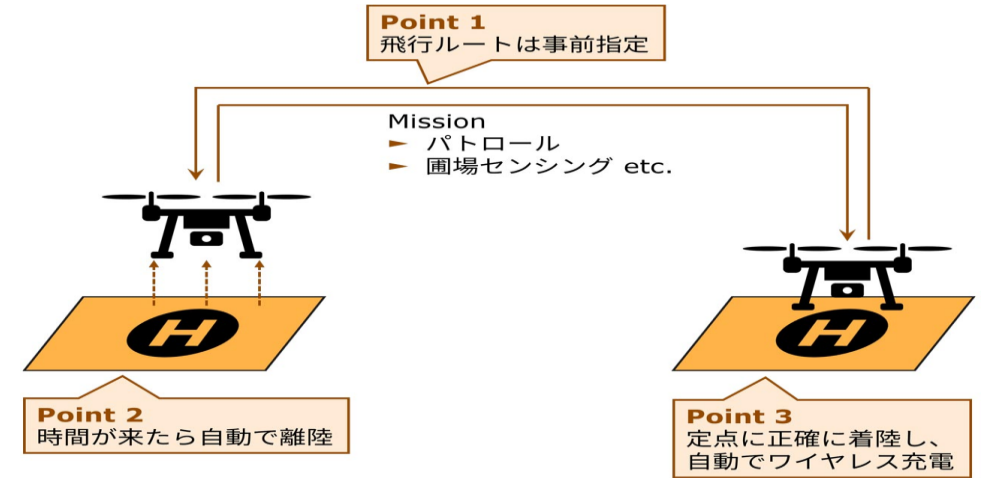 Point 1
飛行ルートは事前指定
Mission
► パトロール
► 圃場センシング etc.
H
H
Point 2
時間が来たら自動で離陸
Point 3
定点に正確に着陸し、
自動でワイヤレス充電